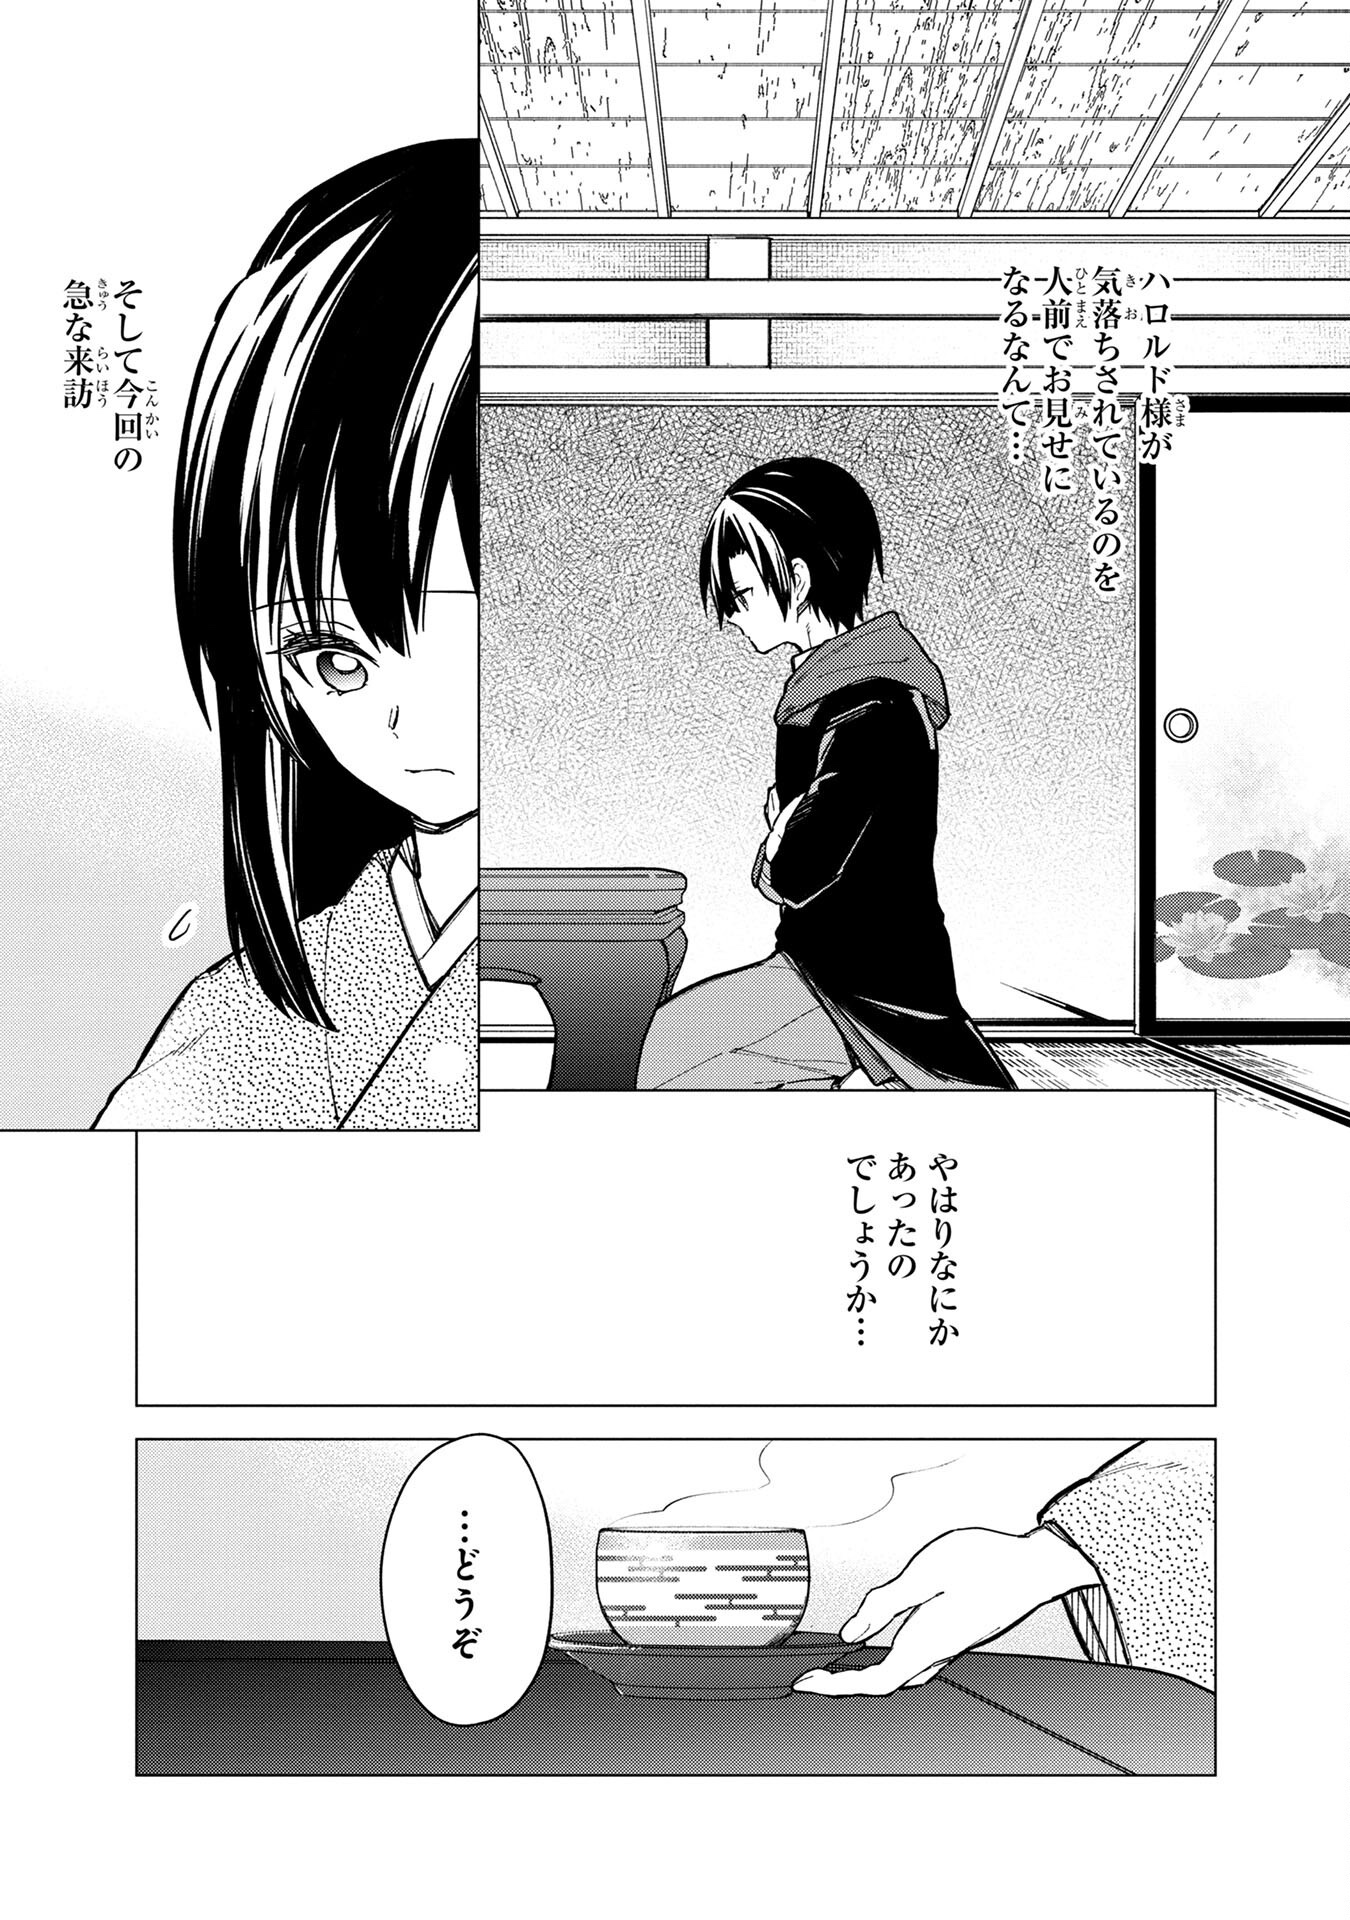 ハロルド様が
気落ちされているのを
人前でお見せに
なるなんて…
そして今回の
急な来訪
やはりなにか
あったの
でしょうか…
…どうぞ